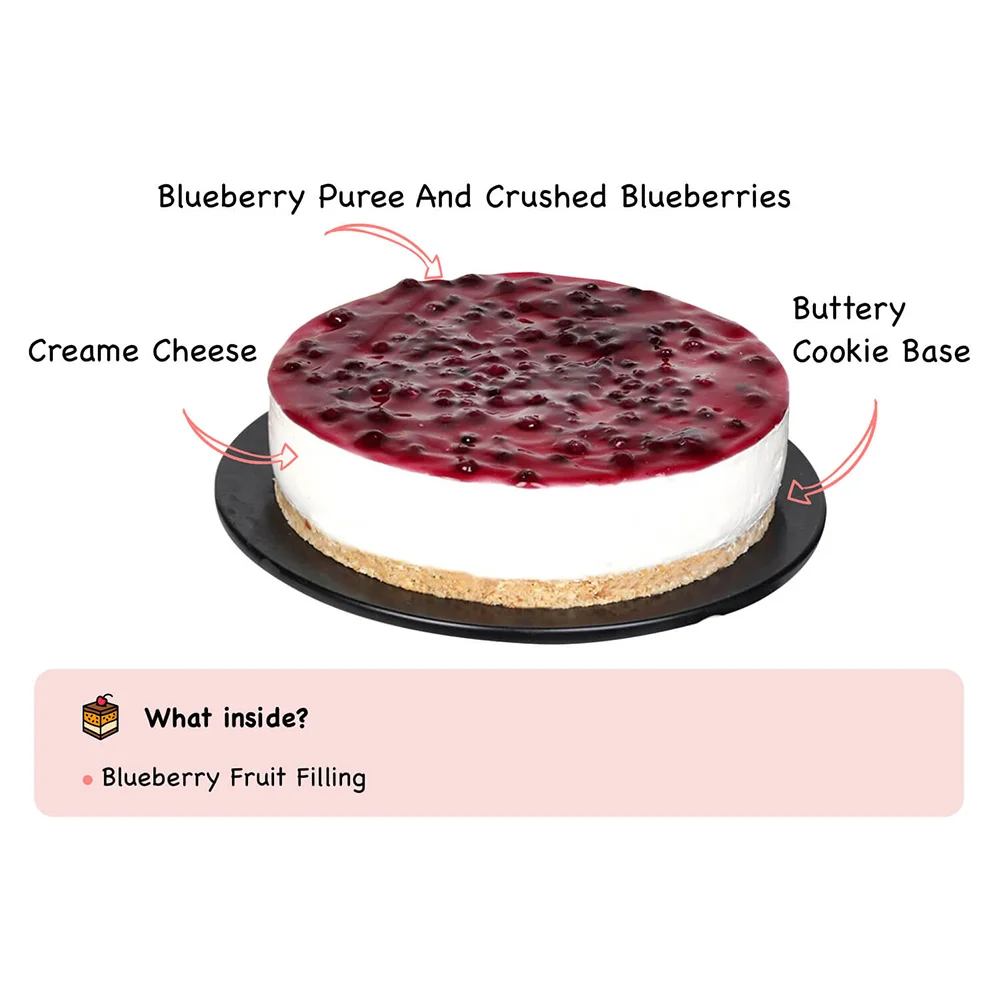 Blueberry Puree And Crushed Blueberries
Buttery
Cookie Base
Creame Cheese
What inside?
Blueberry Fruit Filling